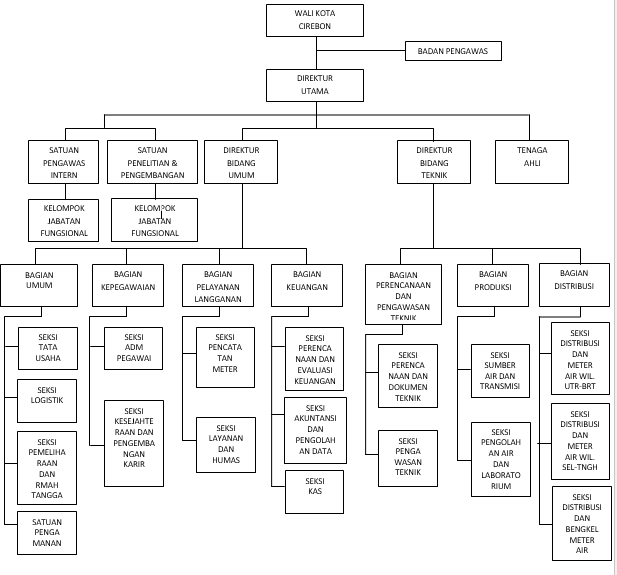 WALI KOTA
CIREBON
BADAN PENGAWAS
DIREKTUR
UTAMA
SATUAN
PENGAWAS
INTERN
SATUAN
PENELITIAN &
PENGEMBANGAN
DIREKTUR
BIDANG
UMUM
DIREKTUR
BIDANG
TEKNIK
TENAGA
AHLI
KELOMPOK
JABATAN
FUNGSIONAL
KELOMPOK
JABATAN
FUNGSIONAL
BAGIAN
UMUM
BAGIAN
KEPEGAWAIAN
BAGIAN
PELAYANAN
LANGGANAN
BAGIAN
KEUANGAN
BAGIAN
PERENCANAAN
DAN
PENGAWASAN
TEKNIK
BAGIAN
PRODUKSI
BAGIAN
DISTRIBUSI
SEKSI
TATA
USAHA
SEKSI
LOGISTIK
SEKSI
PEMELIHA
RAAN
DAN
RMAH
TANGGA
SATUAN
PENGA
MANAN
SEKSI
ADM
PEGAWAI
SEKSI
KESEJAHTE
RAAN DAN
PENGEMBA
NGAN
KARIR
SEKSI
PENCATA
TAN
METER
SEKSI
LAYANAN
DAN
HUMAS
SEKSI
PERENCA
NAAN DAN
EVALUASI
KEUANGAN
SEKSI
AKUNTANSI
DAN
PENGOLAH
AN DATA
SEKSI
KAS
SEKSI
PERENCA
NAAN DAN
DOKUMEN
TEKNIK
SEKSI
PENGA
WASAN
TEKNIK
SEKSI
SUMBER
AIR DAN
TRANSMISI
SEKSI
PENGOLAH
AN AIR
DAN
LABORATO
RIUM
SEKSI
DISTRIBUSI
DAN
METER
AIR WIL.
UTR-BRT
SEKSI
DISTRIBUSI
DAN
METER
AIR WIL.
SEL-TNGH
SEKSI
DISTRIBUSI
DAN
BENGKEL
METER
AIR